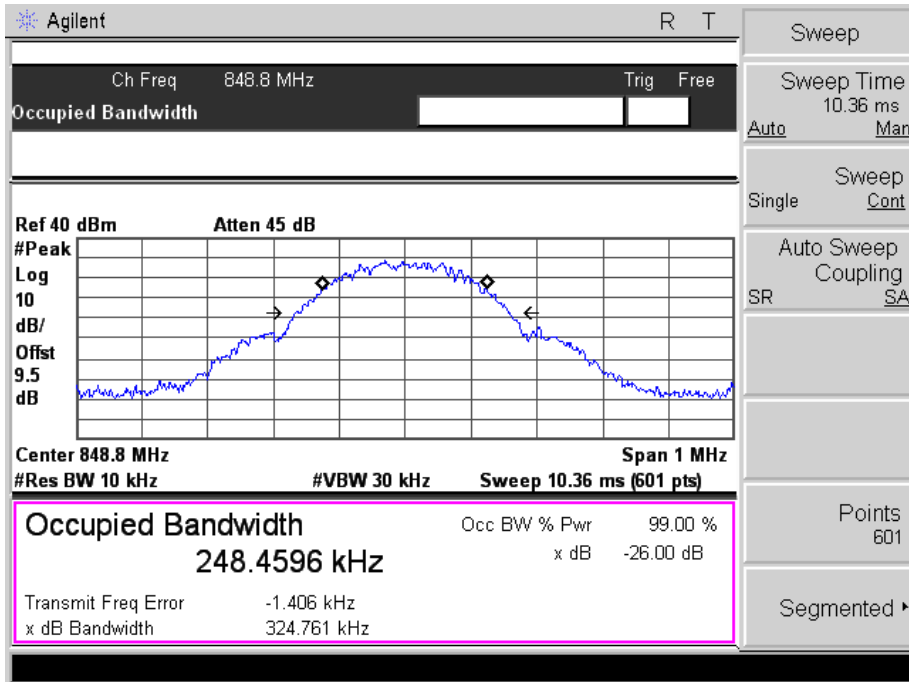 Agilent R T
Ch Freq 848.8 MHz Trig Free
Occupied Bandwidth
Ref 40 dBm Atten 45 dB
#Peak
Log
10
dB/
Offst
9.5
dB
Center 848.8 MHz Span 1 MHz
#Res BW 10 kHz #VBW 30 kHz Sweep 10.36 ms (601 pts)
Occupied Bandwidth
248.4596 kHz
Occ BW % Pwr 99.00 %
x dB -26.00 dB
Transmit Freq Error -1.406 kHz
x dB Bandwidth 324.761 kHz
Sweep
Sweep Time
10.36 ms
Auto Man
Sweep
Single Cont
Auto Sweep
Coupling
SR SA
Points
601
Segmented